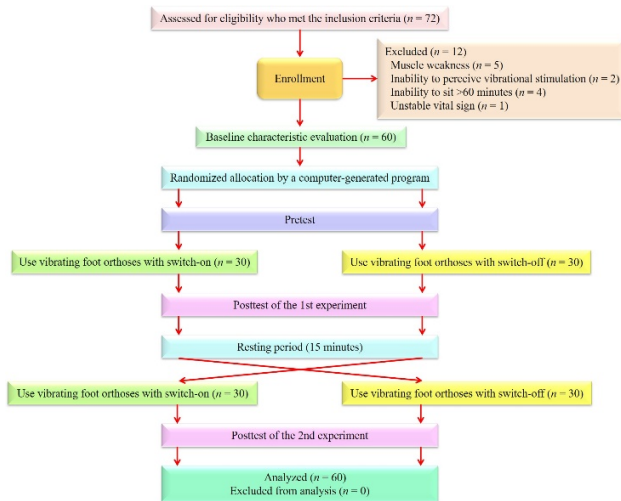 Assessed for eligibility who met the inclusion criteria (n = 72)
Excluded (n = 12)
Muscle weakness (n = 5)
Inability to perceive vibrational stimulation (n = 2)
Inability to sit >60 minutes (n = 4)
Unstable vital sign (n = 1)
Enrollment
Baseline characteristic evaluation (n = 60)
Randomized allocation by a computer-generated program
Pretest
Use vibrating foot orthoses with switch-on (n = 30)
Use vibrating foot orthoses with switch-off (n = 30)
Posttest of the 1st experiment
Resting period (15 minutes)
Use vibrating foot orthoses with switch-on (n = 30)
Use vibrating foot orthoses with switch-off (n = 30)
Posttest of the 2nd experiment
Analyzed (n = 60)
Excluded from analysis (n = 0)